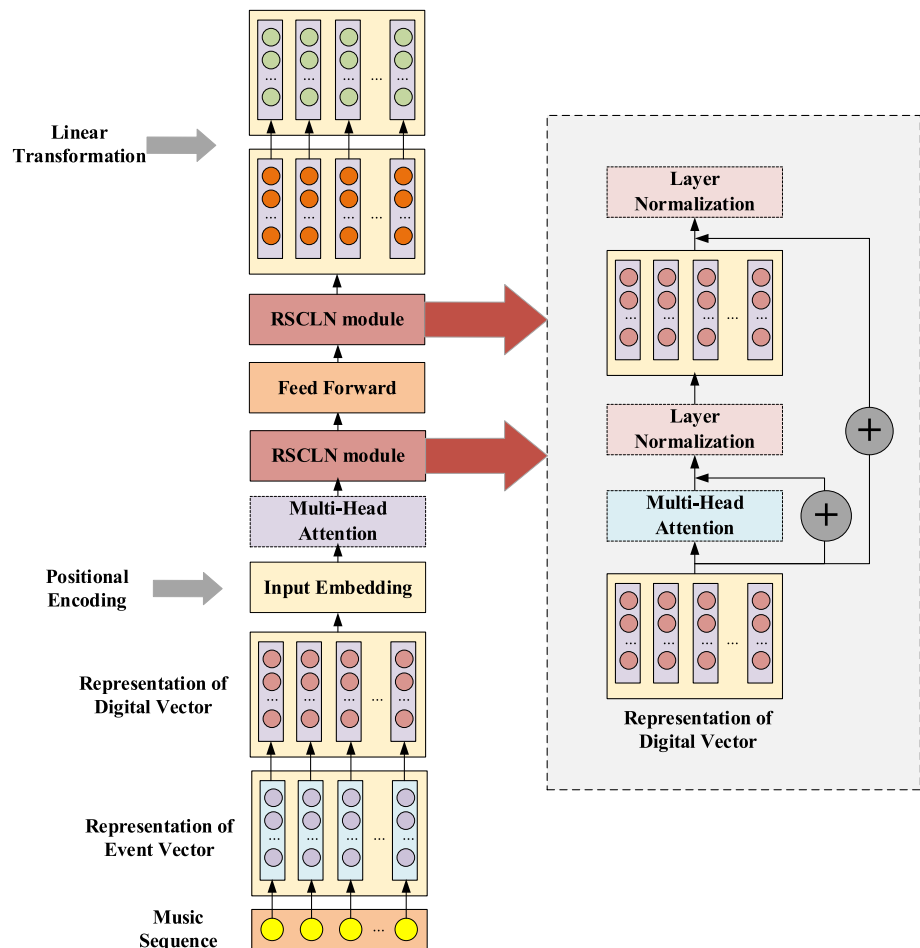 Linear
Transformation
RSCLN module
Feed Forward
RSCLN module
Multi-Head
Attention
Positional
Encoding
Input Embedding
Representation of
Digital Vector
Representation of
Event Vector
Music
Sequence
Layer
Normalization
Layer
Normalization
Multi-Head
Attention
Representation of
Digital Vector